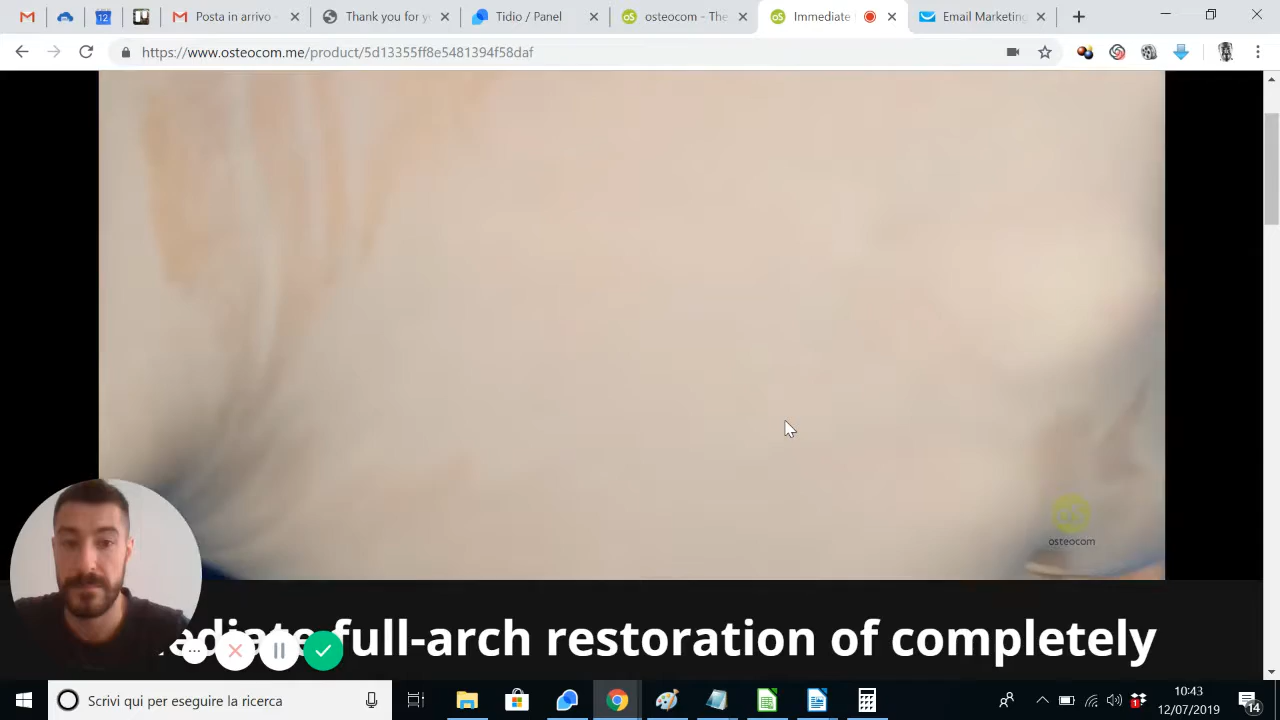 Posta in arrivo
Thank you for y
Tidio / Panel
osteocom - The
Immediate
Email Marketing
https://www.osteocom.me/product/5d13355ff8e5481394f58daf
osteocom
ediate full-arch restoration of completely
Scrivi qui per eseguire la ricerca
10:43
12/07/2019
14